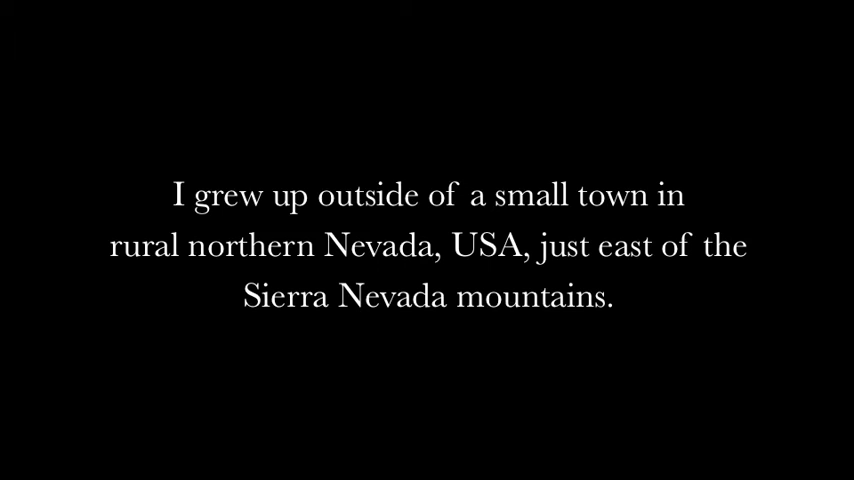 I grew up outside of a small town in
rural northern Nevada, USA, just east of the
Sierra Nevada mountains.